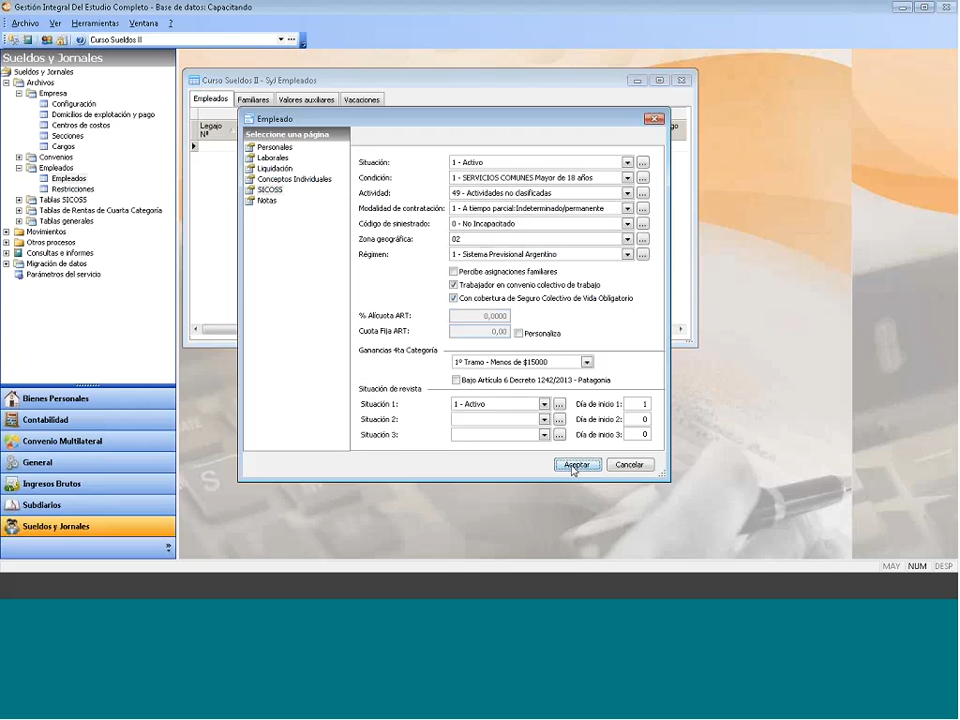 Gestión Integral Del Estudio Completo - Base de datos: Capacitando
Archivo Ver Herramientas Ventana ?
Curso Sueldos II
Sueldos y Jornales
Sueldos y Jornales
Archivos
Empresa
Configuración
Domicilios de explotación y pago
Centros de costos
Secciones
Cargos
Convenios
Empleados
Empleados
Restricciones
Tablas SICOSS
Tablas de Rentas de Cuarta Categoría
Tablas generales
Movimientos
Otros procesos
Consultas e informes
Migración de datos
Parámetros del servicio
Bienes Personales
Contabilidad
Convenio Multilateral
General
Ingresos Brutos
Subdiarios
Sueldos y Jornales
Curso Sueldos II - SyJ Empleados
Empleados Familiares Valores auxiliares Vacaciones
Legajo
Nº
Empleado
Seleccione una página
Personales
Laborales
Liquidación
Conceptos Individuales
SICOSS
Notas
Situación: 1 - Activo
Condición: 1 - SERVICIOS COMUNES Mayor de 18 años
Actividad: 49 - Actividades no clasificadas
Modalidad de contratación: 1 - A tiempo parcial:Indeterminado/permanente
Código de siniestrado: 0 - No Incapacitado
Zona geográfica: 02
Régimen: 1 - Sistema Previsional Argentino
Percibe asignaciones familiares
Trabajador en convenio colectivo de trabajo
Con cobertura de Seguro Colectivo de Vida Obligatorio
% Alícuota ART: 0,0000
Cuota Fija ART: 0,00 Personaliza
Ganancias 4ta Categoría
1º Tramo - Menos de $15000
Bajo Artículo 6 Decreto 1242/2013 - Patagonia
Situación de revista
Situación 1: 1 - Activo Día de inicio 1: 1
Situación 2: Día de inicio 2: 0
Situación 3: Día de inicio 3: 0
Aceptar Cancelar
MAY NUM DESP